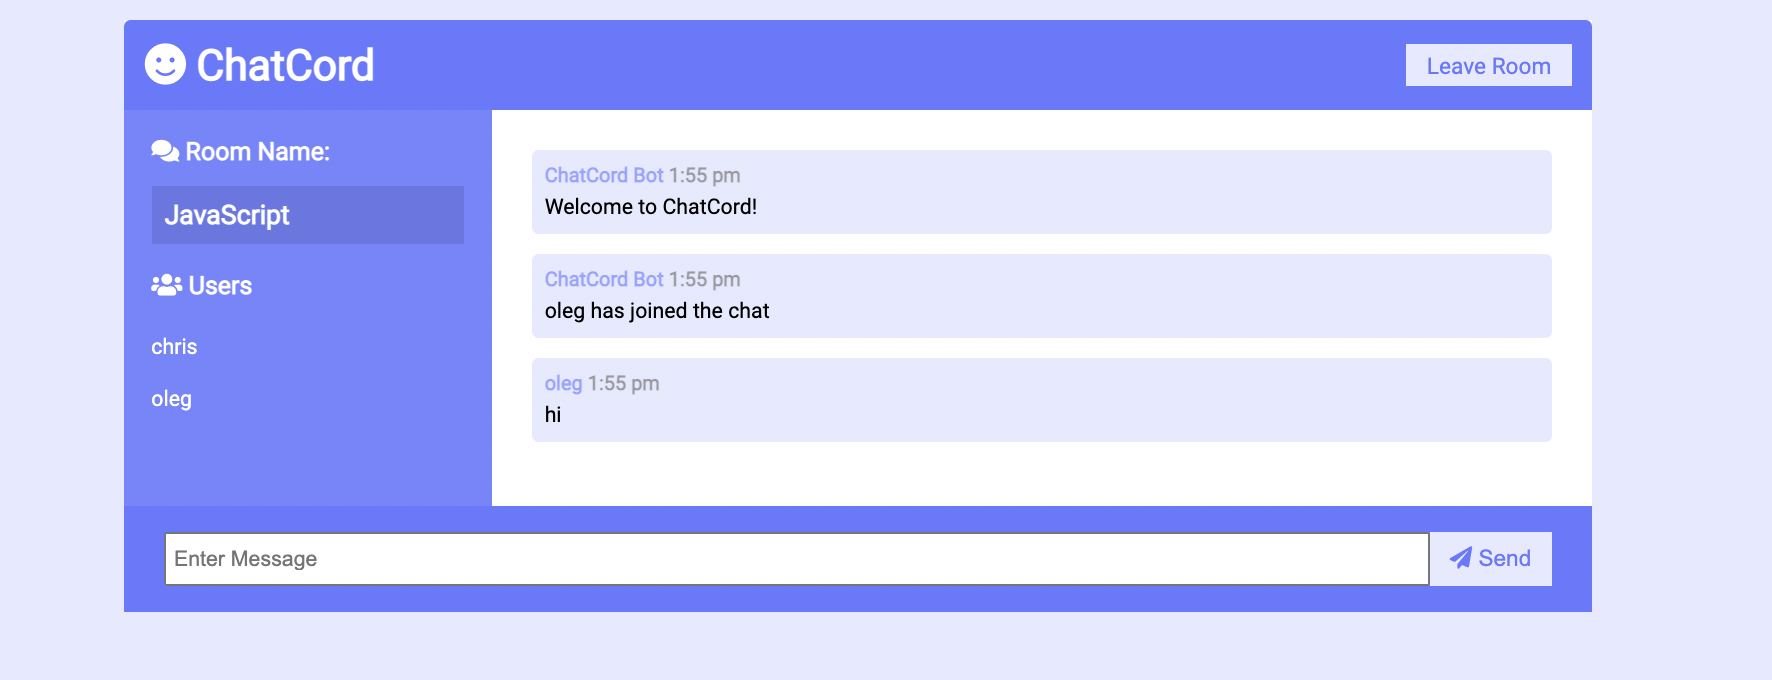 ChatCord
Leave Room
Room Name:
JavaScript
Users
chris
oleg
ChatCord Bot 1:55 pm
Welcome to ChatCord!
ChatCord Bot 1:55 pm
oleg has joined the chat
oleg 1:55 pm
hi
Enter Message
Send